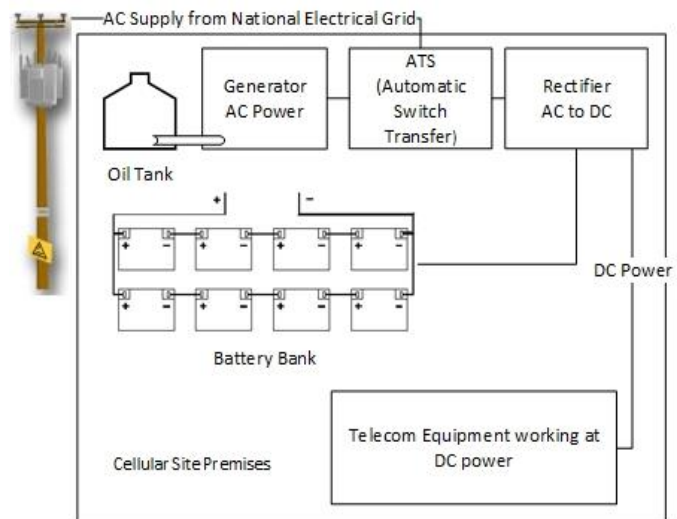 AC Supply from National Electrical Grid
Generator
AC Power
ATS
(Automatic
Switch
Transfer)
Rectifier
AC to DC
Oil Tank
+ −
+ − + − + − + −
+ − + − + − + −
DC Power
Battery Bank
Telecom Equipment working at
DC power
Cellular Site Premises